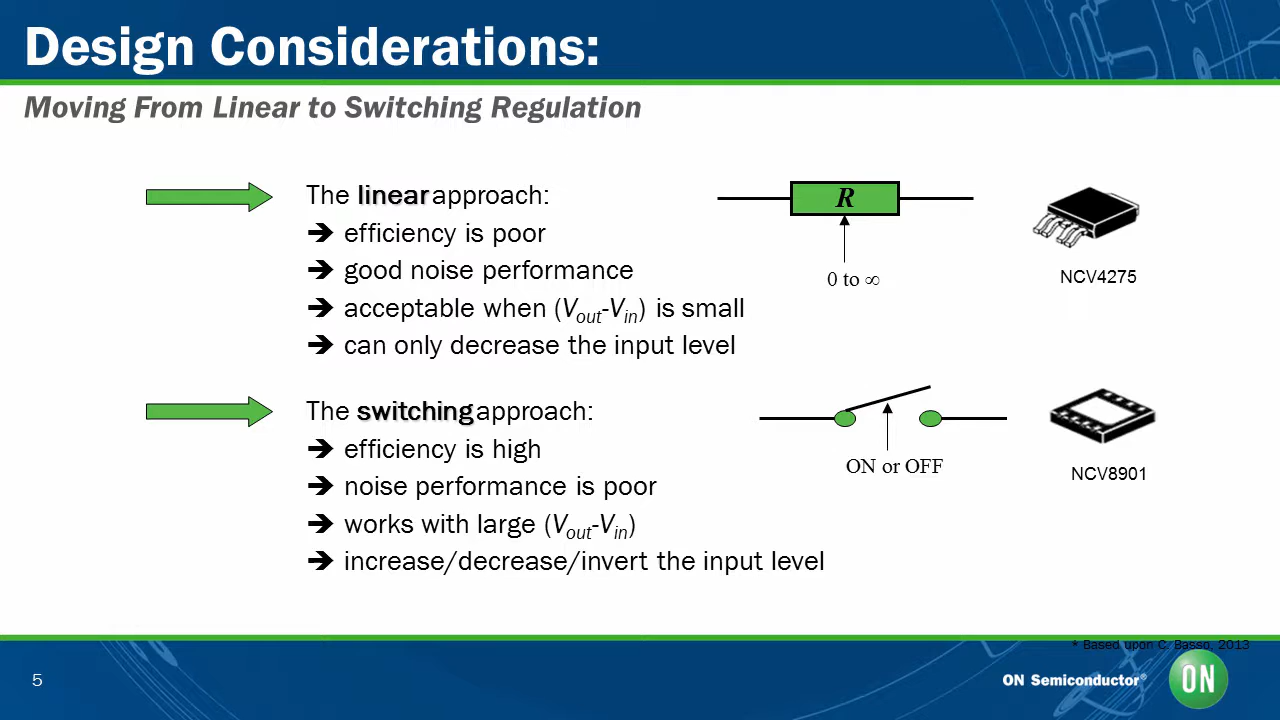 Design Considerations:
Moving From Linear to Switching Regulation
The linear approach:
➔ efficiency is poor
➔ good noise performance
➔ acceptable when (Vout-Vin) is small
➔ can only decrease the input level
R
0 to ∞
NCV4275
The switching approach:
➔ efficiency is high
➔ noise performance is poor
➔ works with large (Vout-Vin)
➔ increase/decrease/invert the input level
ON or OFF
NCV8901
* Based upon C. Basso, 2013
5
ON Semiconductor®
ON